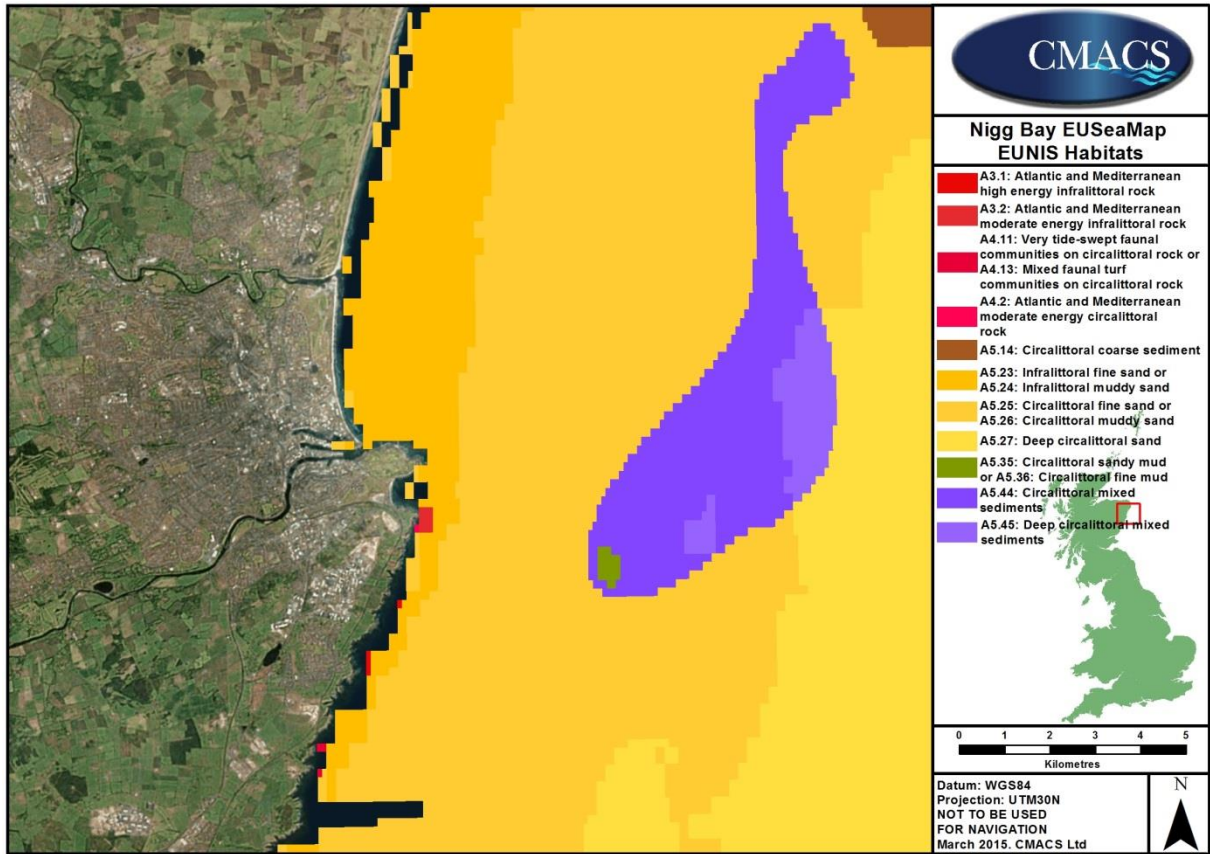 CMACS
Nigg Bay EUSeaMap
EUNIS Habitats
A3.1: Atlantic and Mediterranean
high energy infralittoral rock
A3.2: Atlantic and Mediterranean
moderate energy infralittoral rock
A4.11: Very tide-swept faunal
communities on circalittoral rock or
A4.13: Mixed faunal turf
communities on circalittoral rock
A4.2: Atlantic and Mediterranean
moderate energy circalittoral
rock
A5.14: Circalittoral coarse sediment
A5.23: Infralittoral fine sand or
A5.24: Infralittoral muddy sand
A5.25: Circalittoral fine sand or
A5.26: Circalittoral muddy sand
A5.27: Deep circalittoral sand
A5.35: Circalittoral sandy mud
or A5.36: Circalittoral fine mud
A5.44: Circalittoral mixed
sediments
A5.45: Deep circalittoral mixed
sediments
0 1 2 3 4 5
Kilometres
Datum: WGS84
Projection: UTM30N
NOT TO BE USED
FOR NAVIGATION
March 2015. CMACS Ltd
N